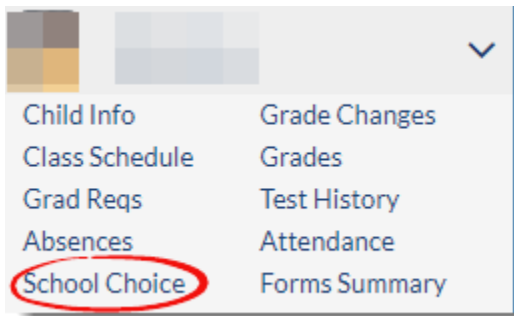 Child Info
Grade Changes
Class Schedule
Grades
Grad Reqs
Test History
Absences
Attendance
School Choice
Forms Summary